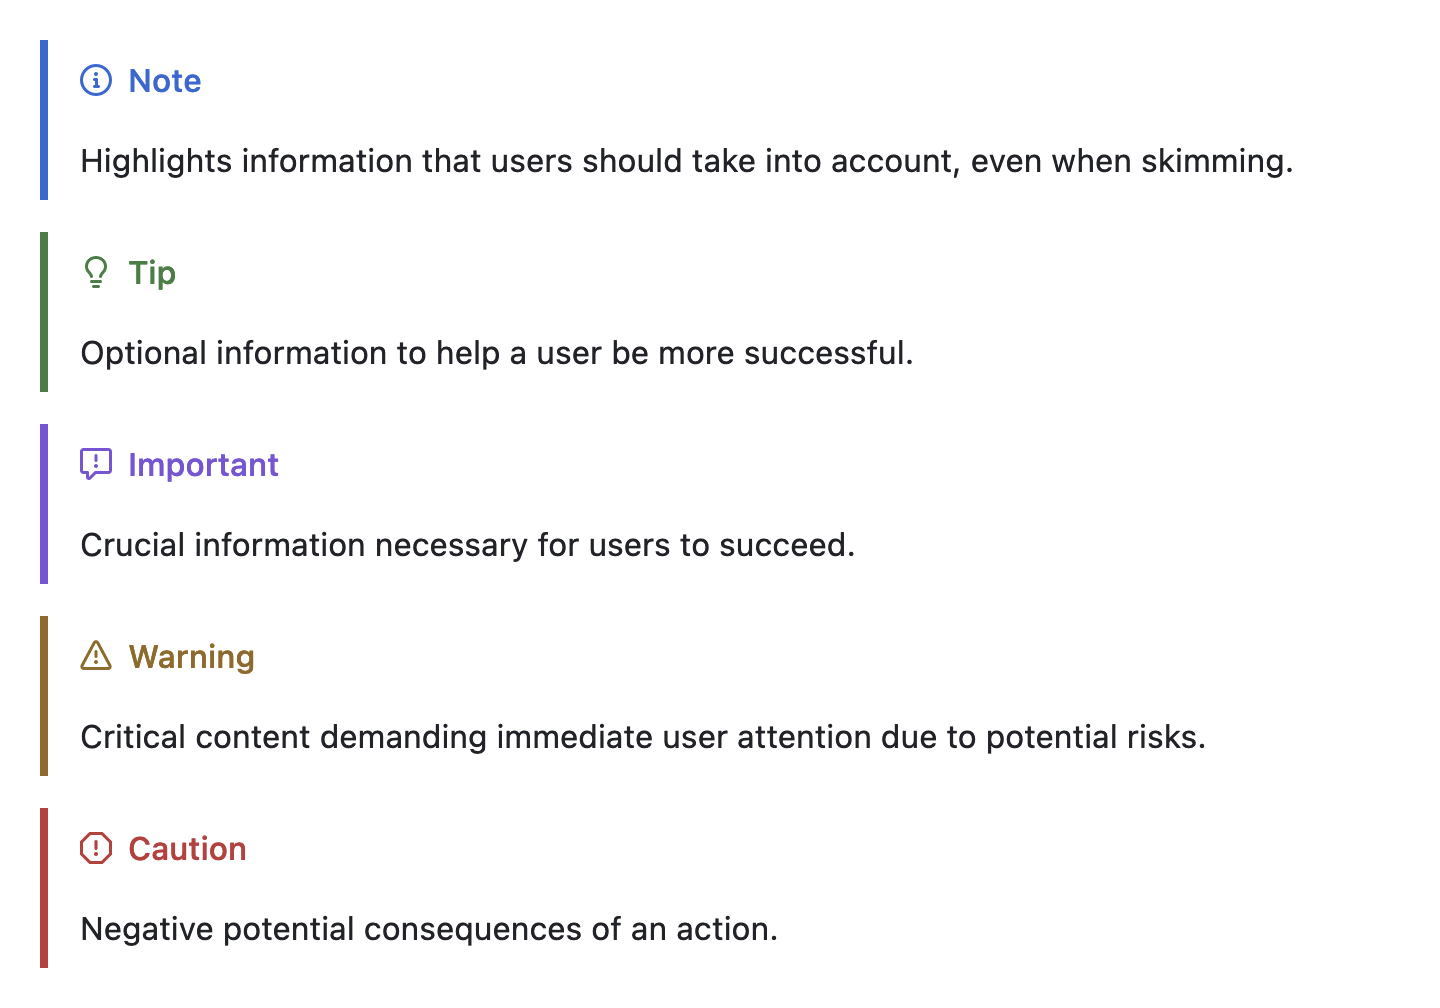 Note
Highlights information that users should take into account, even when skimming.
Tip
Optional information to help a user be more successful.
Important
Crucial information necessary for users to succeed.
Warning
Critical content demanding immediate user attention due to potential risks.
Caution
Negative potential consequences of an action.